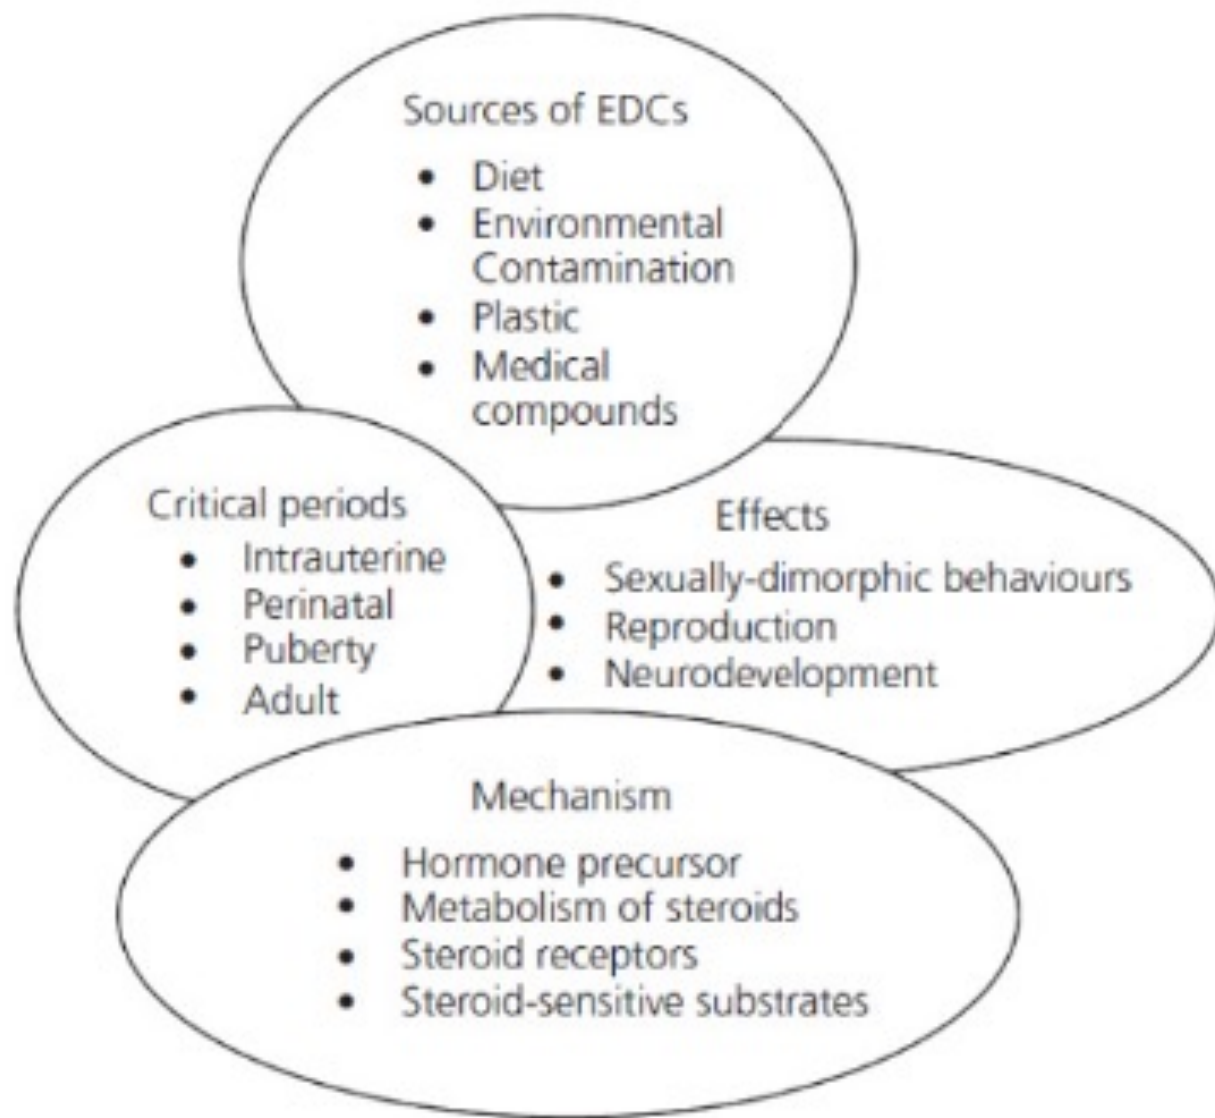 Sources of EDCs
• Diet
• Environmental
Contamination
• Plastic
• Medical
compounds
Critical periods
• Intrauterine
• Perinatal
• Puberty
• Adult
Effects
• Sexually-dimorphic behaviours
• Reproduction
• Neurodevelopment
Mechanism
• Hormone precursor
• Metabolism of steroids
• Steroid receptors
• Steroid-sensitive substrates